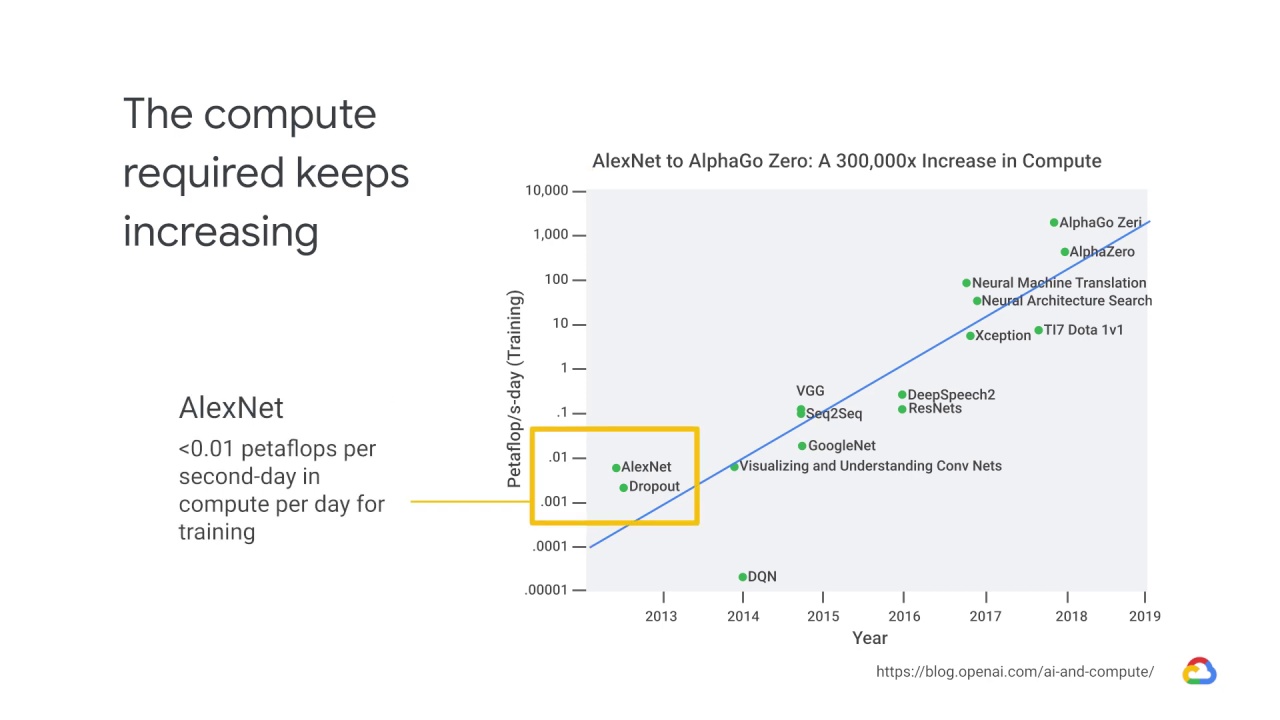 The compute
required keeps
increasing
AlexNet
<0.01 petaflops per
second-day in
compute per day for
training
AlexNet to AlphaGo Zero: A 300,000x Increase in Compute
Petaflop/s-day (Training)
10,000
1,000
100
10
1
.1
.01
.001
.0001
.00001
AlphaGo Zeri
AlphaZero
Neural Machine Translation
Neural Architecture Search
TI7 Dota 1v1
Xception
VGG
DeepSpeech2
ResNets
Seq2Seq
GoogleNet
AlexNet
Visualizing and Understanding Conv Nets
Dropout
DQN
2013
2014
2015
2016
2017
2018
2019
Year
https://blog.openai.com/ai-and-compute/